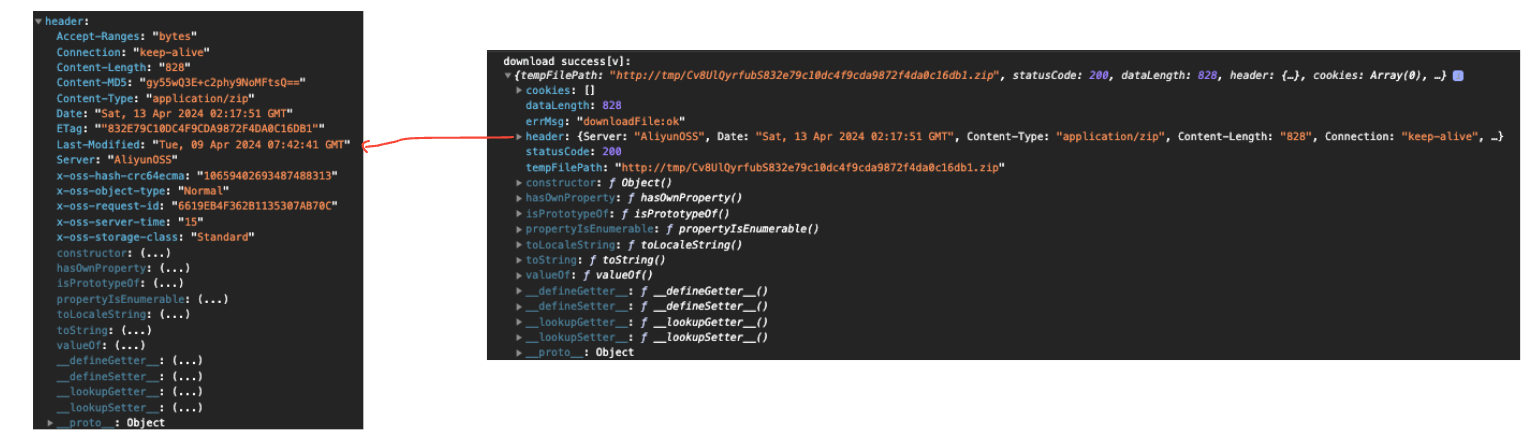 header:
Accept-Ranges: "bytes"
Connection: "keep-alive"
Content-Length: "828"
Content-MD5: "gy55wQ3E+c2phy9NoMFtsQ=="
Content-Type: "application/zip"
Date: "Sat, 13 Apr 2024 02:17:51 GMT"
ETag: ""832E79C10DC4F9CDA9872F4DA0C16DB1""
Last-Modified: "Tue, 09 Apr 2024 07:42:41 GMT"
Server: "AliyunOSS"
x-oss-hash-crc64ecma: "10659402693487488313"
x-oss-object-type: "Normal"
x-oss-request-id: "6619EB4F362B1135307AB70C"
x-oss-server-time: "15"
x-oss-storage-class: "Standard"
constructor: (...)
hasOwnProperty: (...)
isPrototypeOf: (...)
propertyIsEnumerable: (...)
toLocaleString: (...)
toString: (...)
valueOf: (...)
__defineGetter__: (...)
__defineSetter__: (...)
__lookupGetter__: (...)
__lookupSetter__: (...)
__proto__: Object
download success[v]:
{tempFilePath: "http://tmp/Cv8UlQyrfubS832e79c10dc4f9cda9872f4da0c16db1.zip", statusCode: 200, dataLength: 828, header: {…}, cookies: Array(0), …}
cookies: []
dataLength: 828
errMsg: "downloadFile:ok"
header: {Server: "AliyunOSS", Date: "Sat, 13 Apr 2024 02:17:51 GMT", Content-Type: "application/zip", Content-Length: "828", Connection: "keep-alive", …}
statusCode: 200
tempFilePath: "http://tmp/Cv8UlQyrfubS832e79c10dc4f9cda9872f4da0c16db1.zip"
constructor: ƒ Object()
hasOwnProperty: ƒ hasOwnProperty()
isPrototypeOf: ƒ isPrototypeOf()
propertyIsEnumerable: ƒ propertyIsEnumerable()
toLocaleString: ƒ toLocaleString()
toString: ƒ toString()
valueOf: ƒ valueOf()
__defineGetter__: ƒ __defineGetter__()
__defineSetter__: ƒ __defineSetter__()
__lookupGetter__: ƒ __lookupGetter__()
__lookupSetter__: ƒ __lookupSetter__()
__proto__: Object